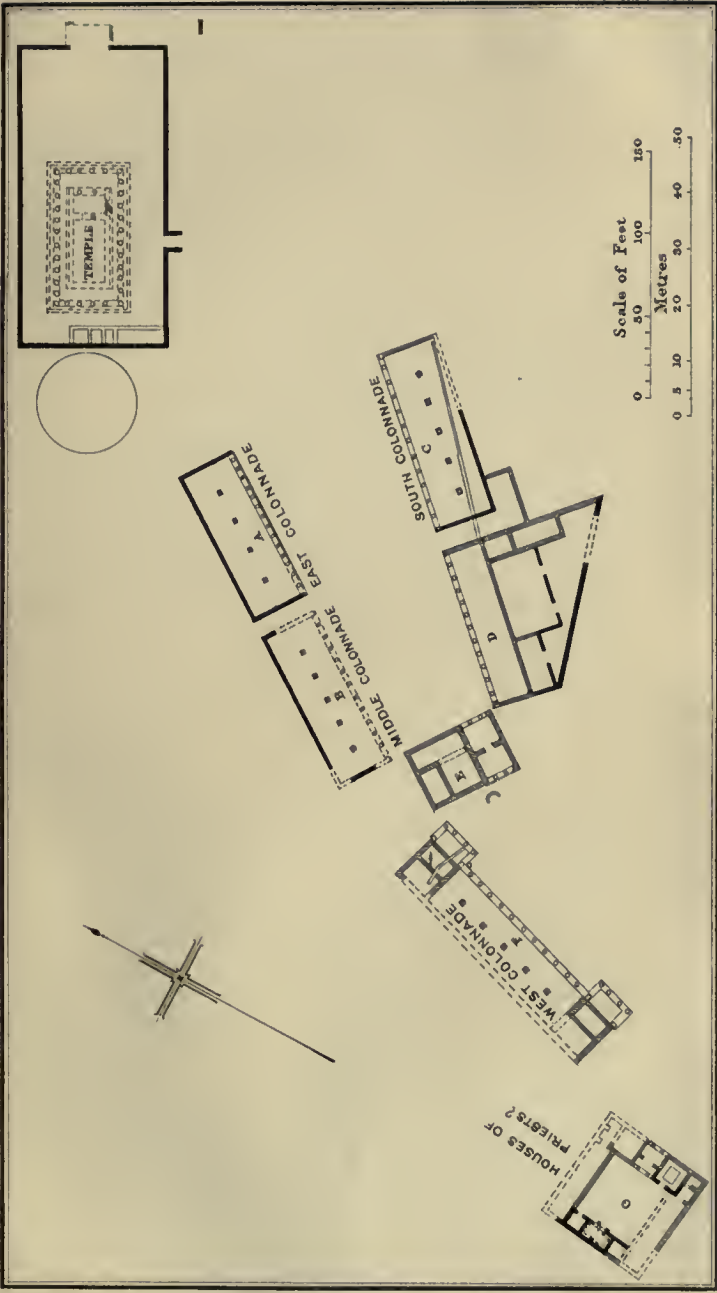 TEMPLE
EAST COLONNADE
A
MIDDLE COLONNADE
B
SOUTH COLONNADE
C
D
E
WEST COLONNADE
F
HOUSES OF
PRIESTS?
G
Scale of Feet
0 50 100 150
Metres
0 5 10 20 30 40 50